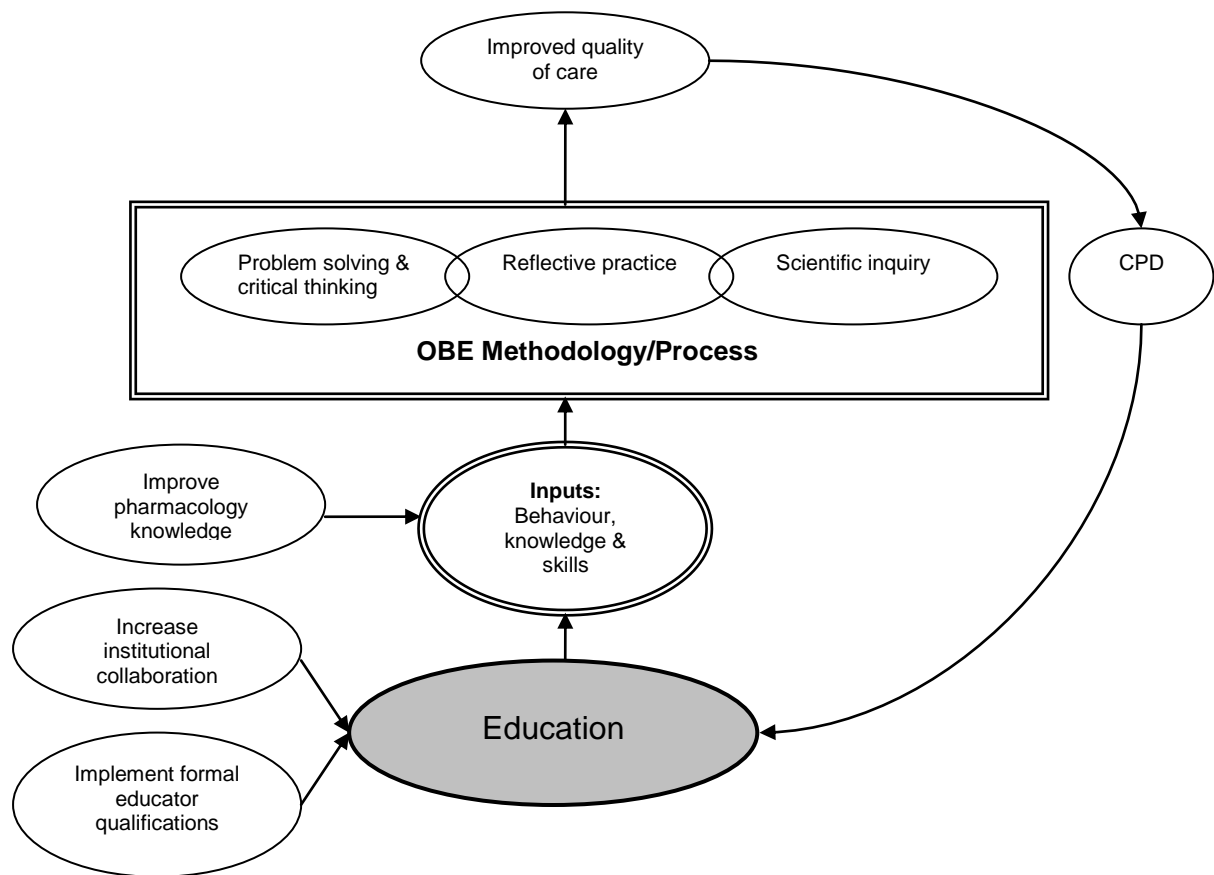 Improved quality
of care
Problem solving &
critical thinking
Reflective practice
Scientific inquiry
CPD
OBE Methodology/Process
Improve
pharmacology
knowledge
Inputs:
Behaviour,
knowledge &
skills
Increase
institutional
collaboration
Education
Implement formal
educator
qualifications